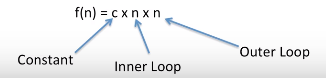 f(n) = c x n x n
Constant
Inner Loop
Outer Loop